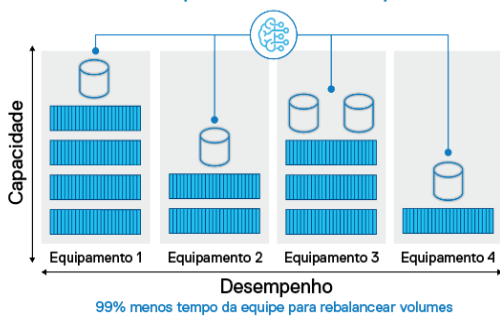 Capacidade
Equipamento 1
Equipamento 2
Equipamento 3
Equipamento 4
Desempenho
99% menos tempo da equipe para rebalancear volumes